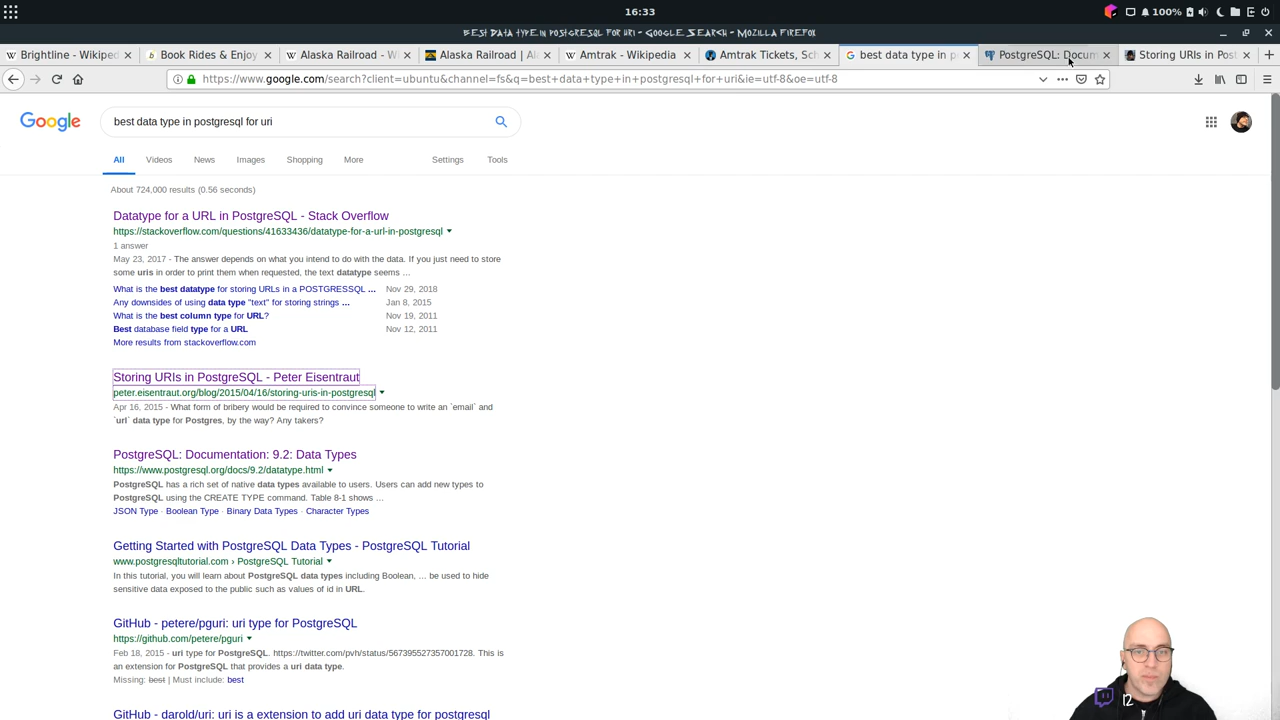 16:33
100%
Best data type in postgresql for uri - Google Search - Mozilla Firefox
Brightline - Wikiped
Book Rides & Enjoy
Alaska Railroad - W
Alaska Railroad | Al
Amtrak - Wikipedia
Amtrak Tickets, Sch
best data type in p
PostgreSQL: Docum
Storing URIs in Post
https://www.google.com/search?client=ubuntu&channel=fs&q=best+data+type+in+postgresql+for+uri&ie=utf-8&oe=utf-8
Google
best data type in postgresql for uri
All Videos News Images Shopping More Settings Tools
About 724,000 results (0.56 seconds)
Datatype for a URL in PostgreSQL - Stack Overflow
https://stackoverflow.com/questions/41633436/datatype-for-a-url-in-postgresql
1 answer
May 23, 2017 - The answer depends on what you intend to do with the data. If you just need to store
some uris in order to print them when requested, the text datatype seems ...
What is the best datatype for storing URLs in a POSTGRESSQL ... Nov 29, 2018
Any downsides of using data type "text" for storing strings ... Jan 8, 2015
What is the best column type for URL? Nov 19, 2011
Best database field type for a URL Nov 12, 2011
More results from stackoverflow.com
Storing URIs in PostgreSQL - Peter Eisentraut
peter.eisentraut.org/blog/2015/04/16/storing-uris-in-postgresql
Apr 16, 2015 - What form of bribery would be required to convince someone to write an `email` and
`url` data type for Postgres, by the way? Any takers?
PostgreSQL: Documentation: 9.2: Data Types
https://www.postgresql.org/docs/9.2/datatype.html
PostgreSQL has a rich set of native data types available to users. Users can add new types to
PostgreSQL using the CREATE TYPE command. Table 8-1 shows ...
JSON Type · Boolean Type · Binary Data Types · Character Types
Getting Started with PostgreSQL Data Types - PostgreSQL Tutorial
www.postgresqltutorial.com › PostgreSQL Tutorial
In this tutorial, you will learn about PostgreSQL data types including Boolean, ... be used to hide
sensitive data exposed to the public such as values of id in URL.
GitHub - petere/pguri: uri type for PostgreSQL
https://github.com/petere/pguri
Feb 18, 2015 - uri type for PostgreSQL. https://twitter.com/pvh/status/567395527357001728. This is
an extension for PostgreSQL that provides a uri data type.
Missing: best | Must include: best
GitHub - darold/uri: uri is a extension to add uri data type for postgresql
12